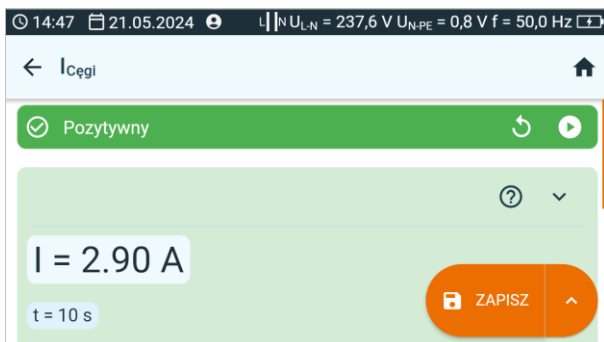 14:47 21.05.2024 L N U L-N = 237,6 V U N-PE = 0,8 V f = 50,0 Hz
I Cęgi
Pozytywny
I = 2.90 A
ZAPISZ
t = 10 s